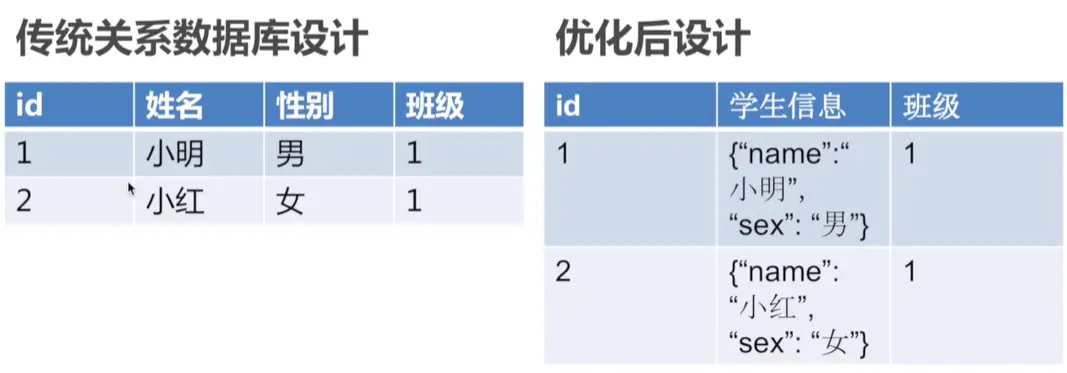 传统关系数据库设计
id 姓名 性别 班级
1 小明 男 1
2 小红 女 1
优化后设计
id 学生信息 班级
1 {“name”:“ 1
小明”,
“sex”: “男”}
2 {“name”: 1
“小红”,
“sex”: “女”}